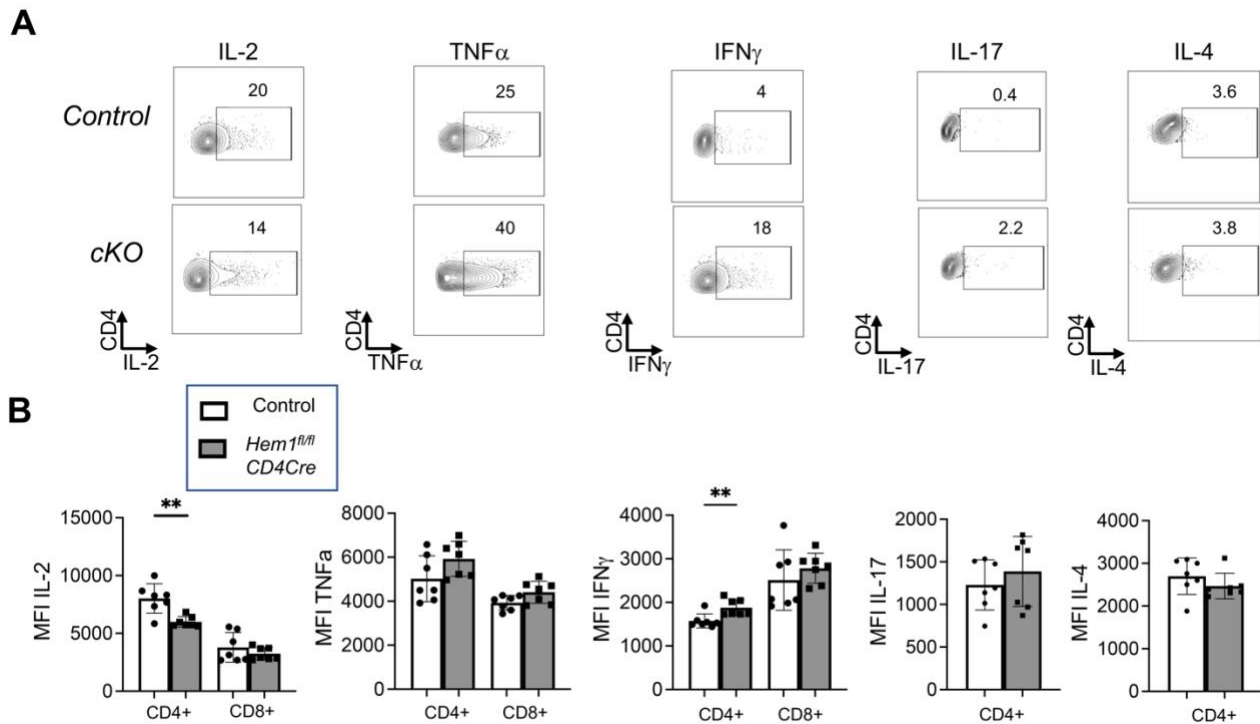 A
IL-2 TNFα IFNγ IL-17 IL-4
Control 20 25 4 0.4 3.6
cKO 14 40 18 2.2 3.8
CD4 CD4 CD4 CD4 CD4
IL-2 TNFα IFNγ IL-17 IL-4
B
Control
Hem1fl/fl
CD4Cre
MFI IL-2
15000
10000
5000
0
**
CD4+ CD8+
MFI TNFa
8000
6000
4000
2000
0
CD4+ CD8+
MFI IFNγ
4000
3000
2000
1000
0
**
CD4+ CD8+
MFI IL-17
2000
1500
1000
500
0
CD4+
MFI IL-4
4000
3000
2000
1000
0
CD4+